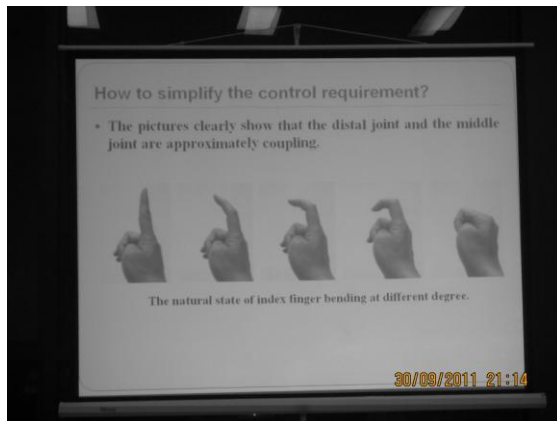 How to simplify the control requirement?
• The pictures clearly show that the distal joint and the middle
joint are approximately coupling.
The natural state of index finger bending at different degree.
30/09/2011 21:14